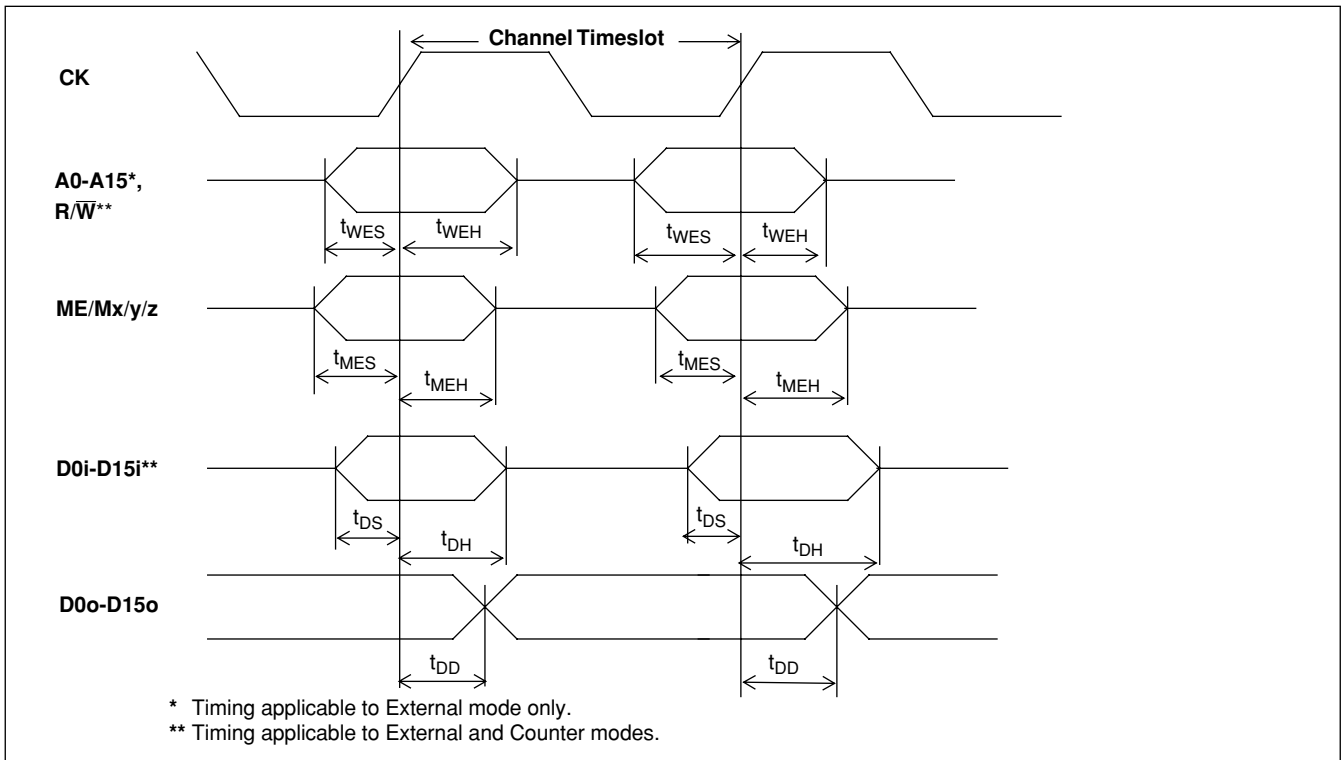 Channel Timeslot
CK
A0-A15*,
R/W̅**
tWES tWEH tWES tWEH
ME/Mx/y/z
tMES tMEH tMES tMEH
D0i-D15i**
tDS tDH tDS tDH
D0o-D15o
tDD tDD
* Timing applicable to External mode only.
** Timing applicable to External and Counter modes.